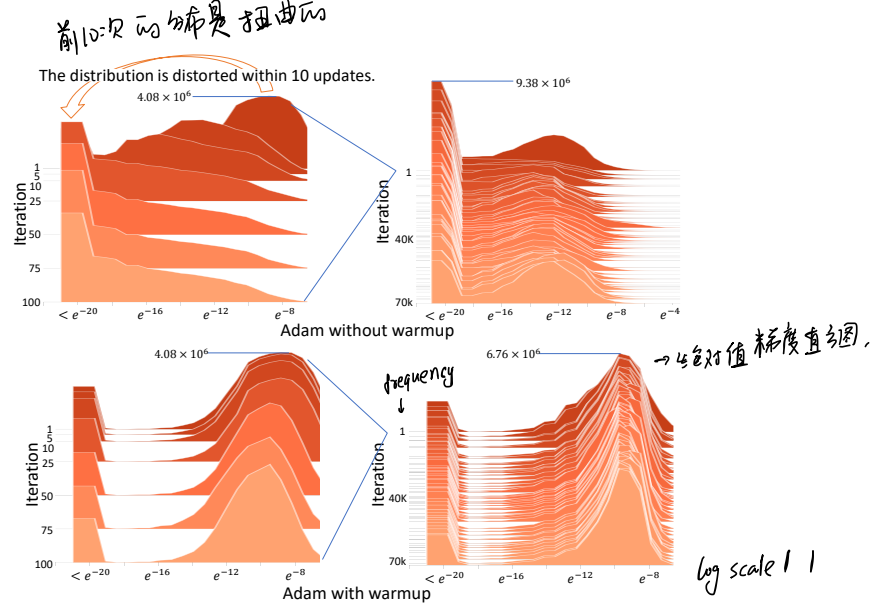 前10次的分布是扭曲的
The distribution is distorted within 10 updates.
4.08 × 10⁶
Iteration
1
5
10
25
50
75
100
< e⁻²⁰
e⁻¹⁶
e⁻¹²
e⁻⁸
9.38 × 10⁶
Iteration
1
40K
70k
< e⁻²⁰
e⁻¹⁶
e⁻¹²
e⁻⁸
e⁻⁴
Adam without warmup
4.08 × 10⁶
Iteration
1
5
10
25
50
75
100
< e⁻²⁰
e⁻¹⁶
e⁻¹²
e⁻⁸
frequency
↓
6.76 × 10⁶
→ 绝对值梯度直方图.
Iteration
1
40K
70k
< e⁻²⁰
e⁻¹⁶
e⁻¹²
e⁻⁸
Adam with warmup
log scale